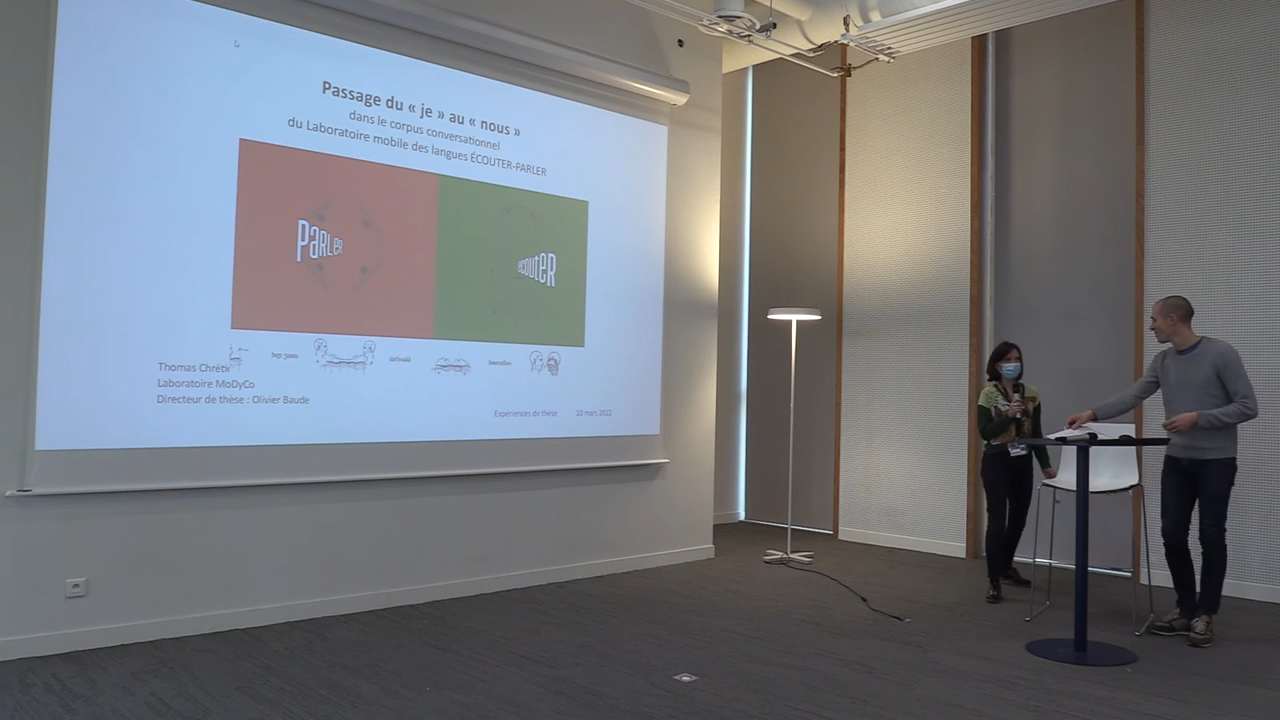 Passage du « je » au « nous »
dans le corpus conversationnel
du Laboratoire mobile des langues ÉCOUTER-PARLER
PARLER
écouter
Thomas
Laboratoire MoDyCo
Directeur de thèse : Olivier Baude
Expériences de thèse 10 mars 2022